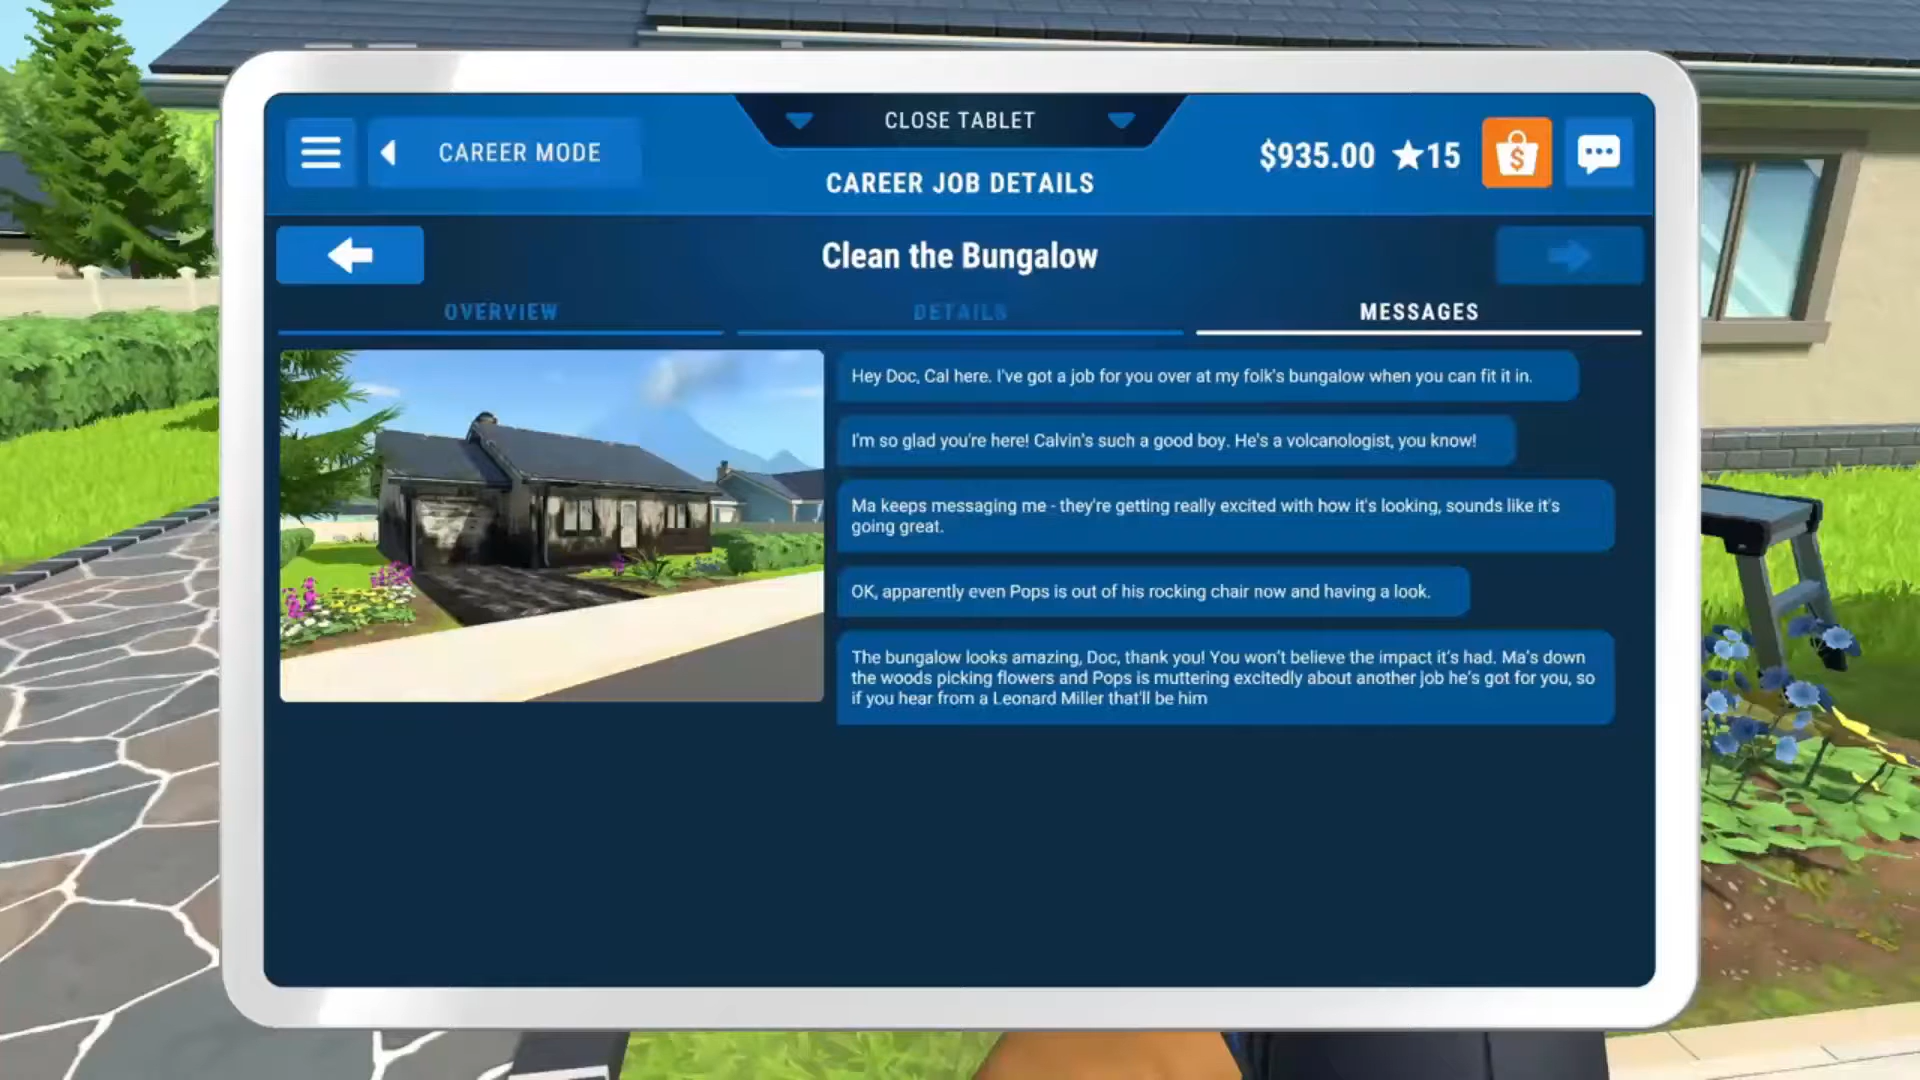 CLOSE TABLET
CAREER MODE
$935.00 ★15
CAREER JOB DETAILS
Clean the Bungalow
OVERVIEW
DETAILS
MESSAGES
Hey Doc, Cal here. I've got a job for you over at my folk's bungalow when you can fit it in.
I'm so glad you're here! Calvin's such a good boy. He's a volcanologist, you know!
Ma keeps messaging me - they're getting really excited with how it's looking, sounds like it's
going great.
OK, apparently even Pops is out of his rocking chair now and having a look.
The bungalow looks amazing, Doc, thank you! You won't believe the impact it's had. Ma's down
the woods picking flowers and Pops is muttering excitedly about another job he's got for you, so
if you hear from a Leonard Miller that'll be him